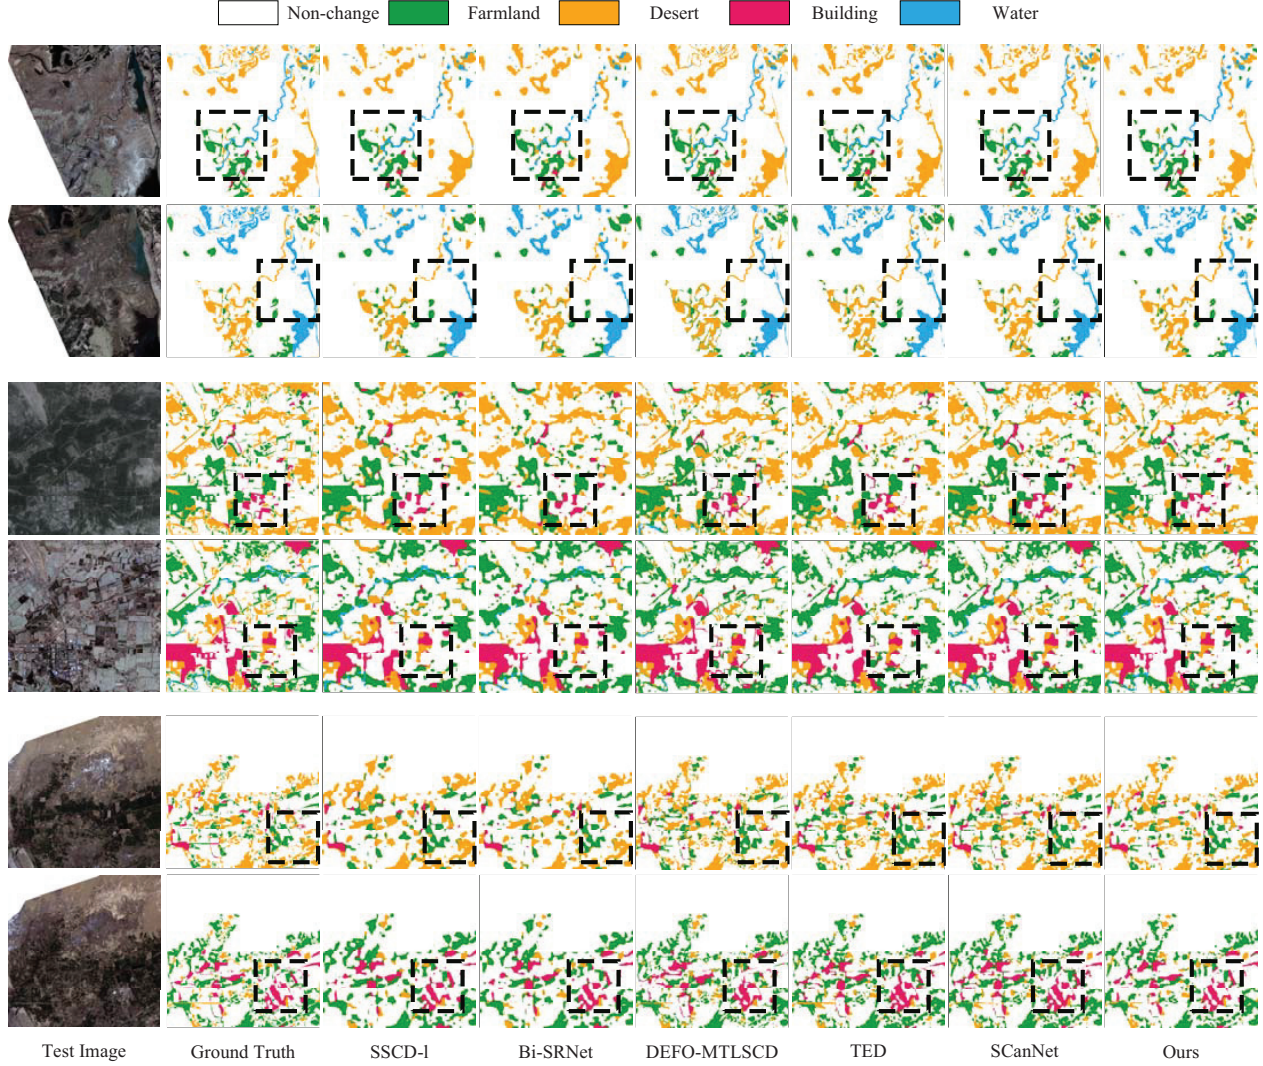 Non-change Farmland Desert Building Water
Test Image Ground Truth SSCD-l Bi-SRNet DEFO-MTLSCD TED SCanNet Ours